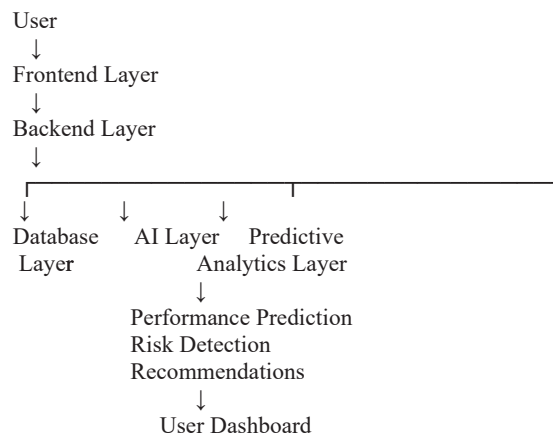 User
↓
Frontend Layer
↓
Backend Layer
↓
↓ ↓ ↓
Database AI Layer Predictive
Layer Analytics Layer
↓
Performance Prediction
Risk Detection
Recommendations
↓
User Dashboard